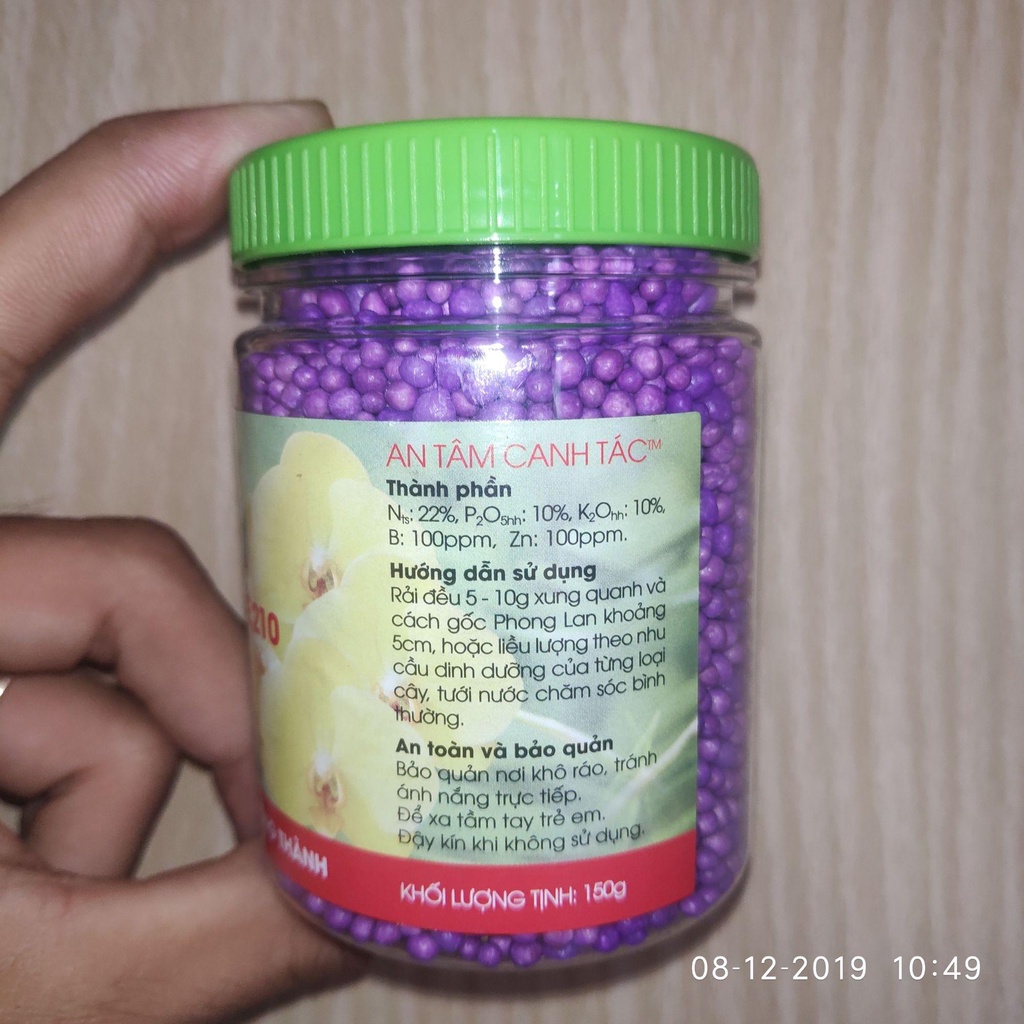 AN TÂM CANH TÁC™
Thành phần
Nts: 22%, P2O5hh: 10%, K2Ohh: 10%,
B: 100ppm, Zn: 100ppm.
Hướng dẫn sử dụng
Rải đều 5 - 10g xung quanh và
cách gốc Phong Lan khoảng
5cm, hoặc liều lượng theo nhu
cầu dinh dưỡng của từng loại
cây, tưới nước chăm sóc bình
thường.
An toàn và bảo quản
Bảo quản nơi khô ráo, tránh
ánh nắng trực tiếp.
Để xa tầm tay trẻ em.
Đậy kín khi không sử dụng.
210
THÀNH
KHỐI LƯỢNG TỊNH: 150g
08-12-2019 10:49